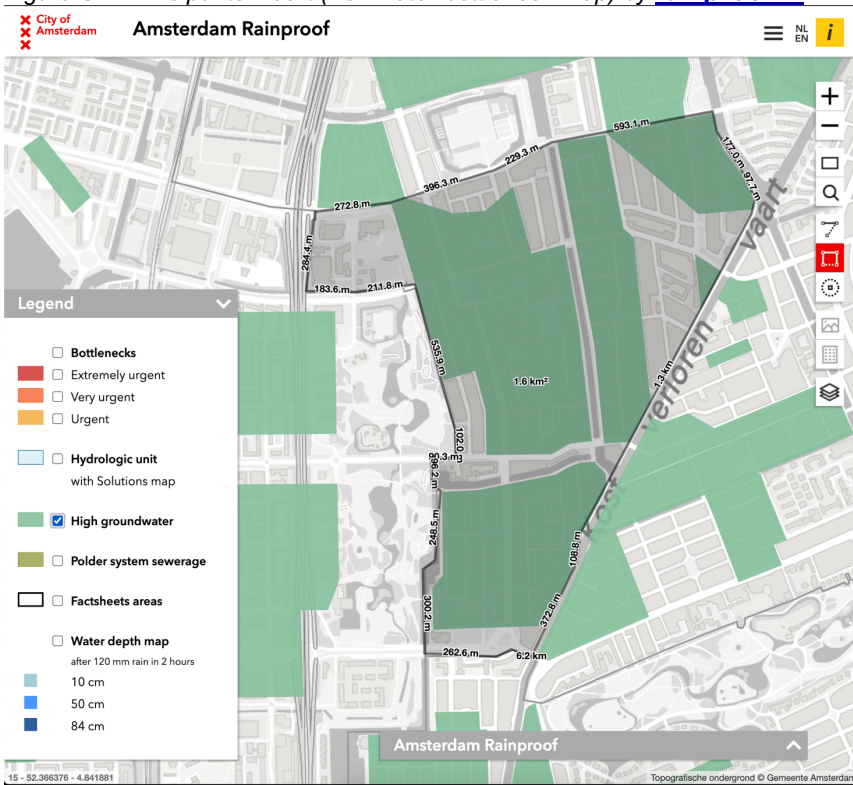 City of
Amsterdam
Amsterdam Rainproof
NL
EN
i
593.1 m
229.3 m
177.0 m
97.7 m
396.3 m
272.8 m
vaart
284.4 m
183.6 m
211.8 m
Legend
535.9 m
verloren
1.3 km
1.6 km²
Bottlenecks
Extremely urgent
Very urgent
Urgent
102.0 m
Hydrologic unit
with Solutions map
High groundwater
248.5 m
kost
108.8 m
Polder system sewerage
Factsheets areas
300.2 m
372.8 m
Water depth map
after 120 mm rain in 2 hours
262.6 m
6.2 km
10 cm
50 cm
84 cm
Amsterdam Rainproof
15 - 52.366376 - 4.841881
Topografische ondergrond © Gemeente Amsterdam